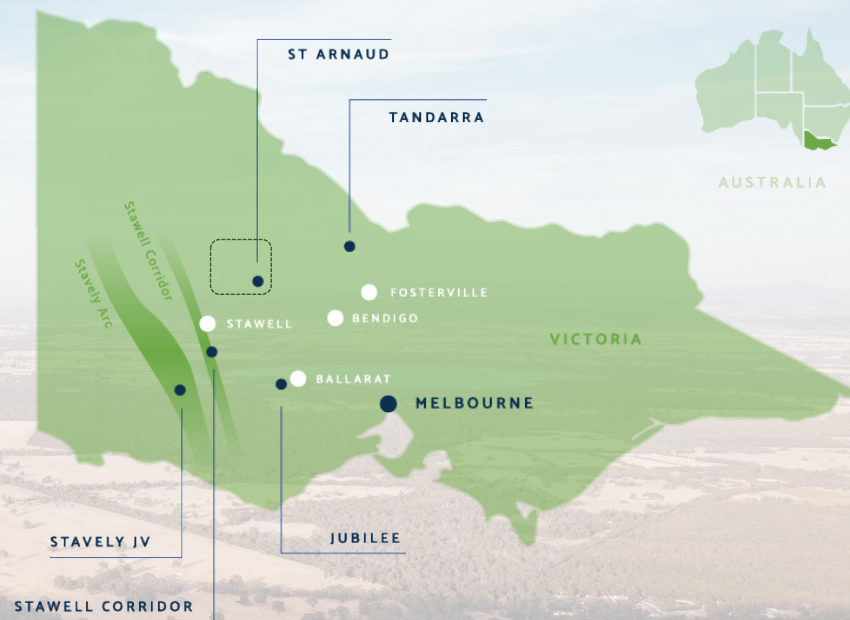 ST ARNAUD
TANDARRA
AUSTRALIA
Stawell Corridor
Stavely Arc
FOSTERVILLE
BENDIGO
STAWELL
VICTORIA
BALLARAT
MELBOURNE
JUBILEE
STAVELY JV
STAWELL CORRIDOR